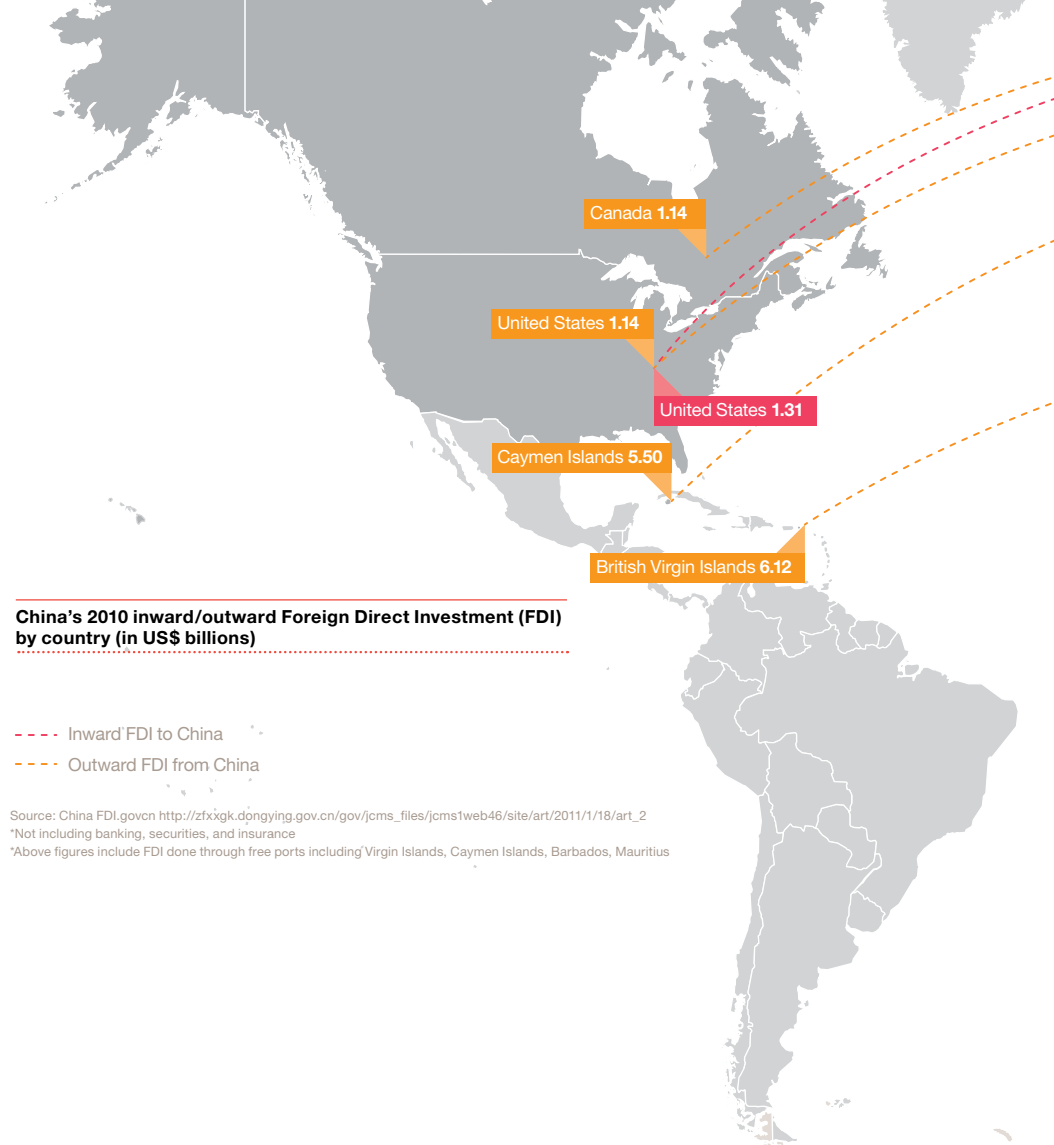 Canada 1.14
United States 1.14
United States 1.31
Caymen Islands 5.50
British Virgin Islands 6.12
China’s 2010 inward/outward Foreign Direct Investment (FDI)
by country (in US$ billions)
Inward FDI to China
Outward FDI from China
Source: China FDI.govcn http://zfxxgk.dongying.gov.cn/gov/jcms_files/jcms1web46/site/art/2011/1/18/art_2
*Not including banking, securities, and insurance
*Above figures include FDI done through free ports including Virgin Islands, Caymen Islands, Barbados, Mauritius